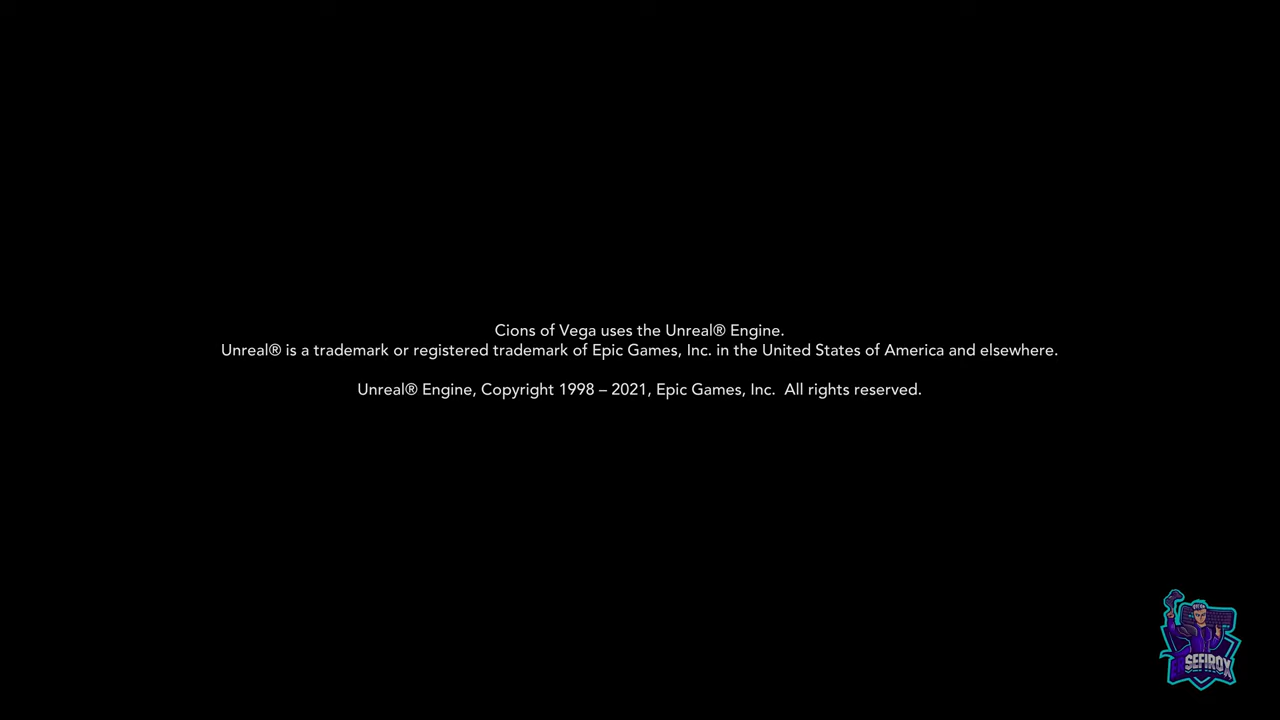 Cions of Vega uses the Unreal® Engine.
Unreal® is a trademark or registered trademark of Epic Games, Inc. in the United States of America and elsewhere.
Unreal® Engine, Copyright 1998 – 2021, Epic Games, Inc.  All rights reserved.
SEFIROX